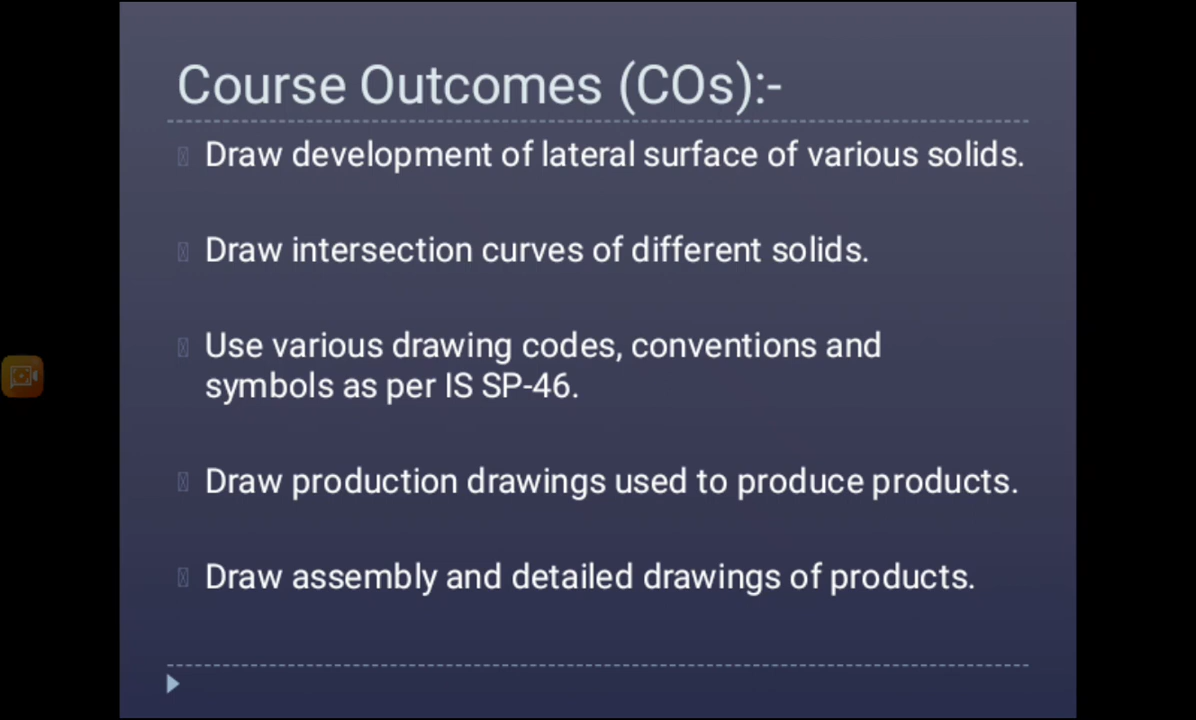 Course Outcomes (COs):-
Draw development of lateral surface of various solids.
Draw intersection curves of different solids.
Use various drawing codes, conventions and
symbols as per IS SP-46.
Draw production drawings used to produce products.
Draw assembly and detailed drawings of products.